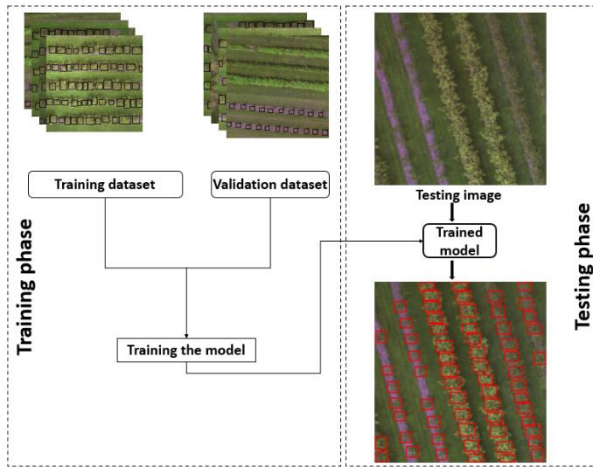 Training dataset
Validation dataset
Training phase
Training the model
Testing image
Trained
model
Testing phase